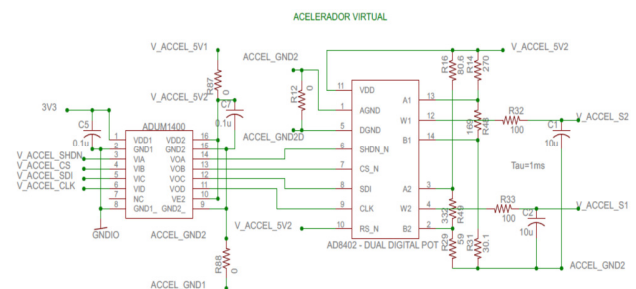 ACELERADOR VIRTUAL
V_ACCEL_5V1
ACCEL_GND2
V_ACCEL_5V2
R87
0
V_ACCEL_5V2
C7
0.1u
R12
0
ACCEL_GND2D
3V3
C5
0.1u
ADUM1400
1 VDD1 VDD2 16
2 GND1 GND2 15
V_ACCEL_SHDN 3 VIA VOA 14
V_ACCEL_CS 4 VIB VOB 13
V_ACCEL_SDI 5 VIC VOC 12
V_ACCEL_CLK 6 VID VOD 11
7 NC VE2 10
8 GND1_ GND2_ 9
GNDIO
ACCEL_GND2
R88
0
ACCEL_GND1
V_ACCEL_5V2
11 VDD
1 AGND
5 DGND
6 SHDN_N
7 CS_N
8 SDI
9 CLK
10 RS_N
A1 13
W1 12
B1 14
A2 3
W2 4
B2 2
AD8402 - DUAL DIGITAL POT
R16
80.6
R14
270
R48
169
R32
100
C1
10u
V_ACCEL_S2
Tau=1ms
R49
332
R33
100
C2
10u
V_ACCEL_S1
R29
59
R31
30.1
ACCEL_GND2